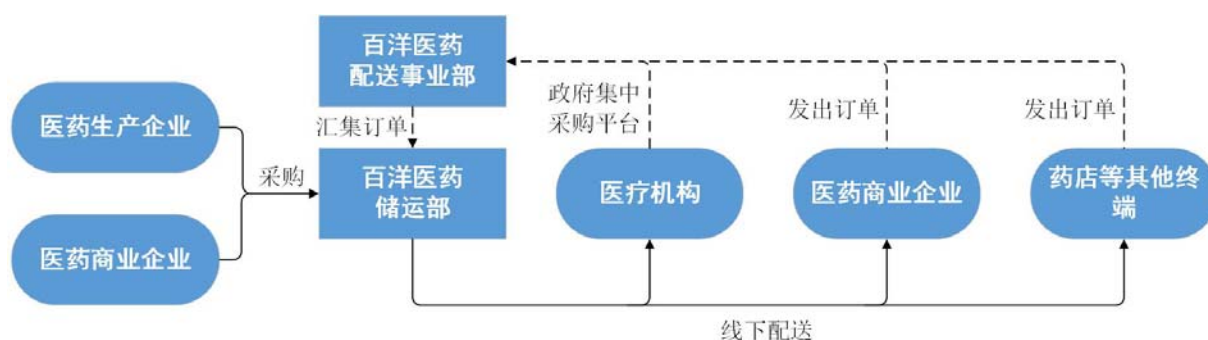 百洋医药
配送事业部
政府集中
采购平台
发出订单
发出订单
医药生产企业
汇集订单
采购
百洋医药
储运部
医疗机构
医药商业企业
药店等其他终
端
医药商业企业
线下配送